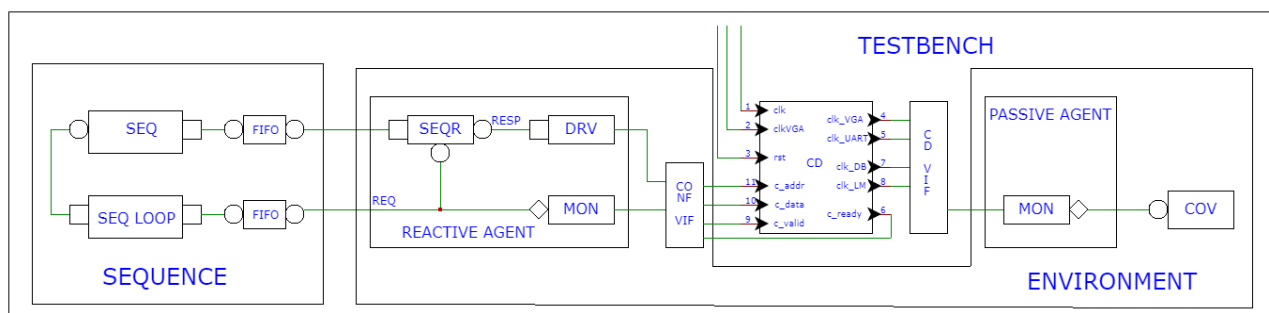 TESTBENCH
SEQUENCE
SEQ
FIFO
SEQ LOOP
FIFO
REACTIVE AGENT
SEQR
RESP
DRV
REQ
MON
CO
NF
VIF
1 clk
2 clkVGA
3 rst
11 c_addr
10 c_data
9 c_valid
CD
clk_VGA 4
clk_UART 5
clk_DB 7
clk_LM 8
c_ready 6
C
D
V
I
F
PASSIVE AGENT
MON
COV
ENVIRONMENT